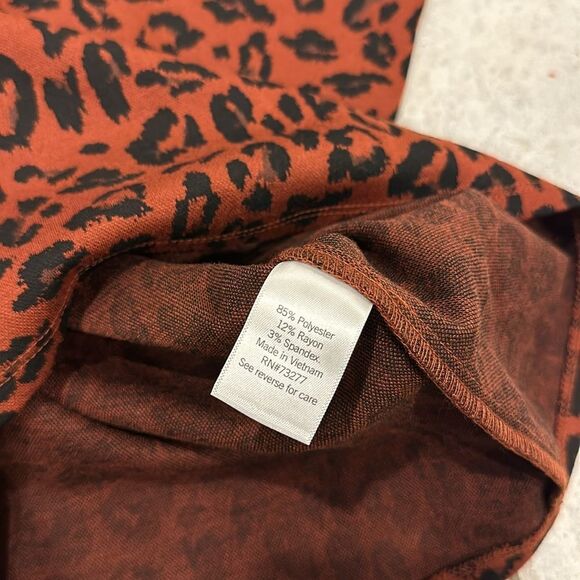 85% Polyester
12% Rayon
3% Spandex
Made in Vietnam
RN#73277
See reverse for care